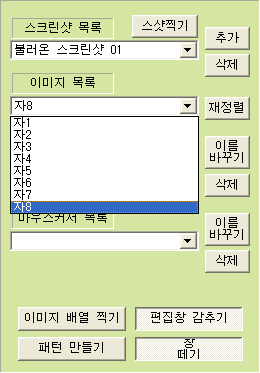 스크린샷 목록
스샷찍기
불러온 스크린샷 01
추가
삭제
이미지 목록
자8
재정렬
자1
자2
자3
자4
자5
자6
자7
자8
이름
바꾸기
삭제
마우스커서 목록
이름
바꾸기
삭제
이미지 배열 찍기
편집창 감추기
패턴 만들기
창
떼기